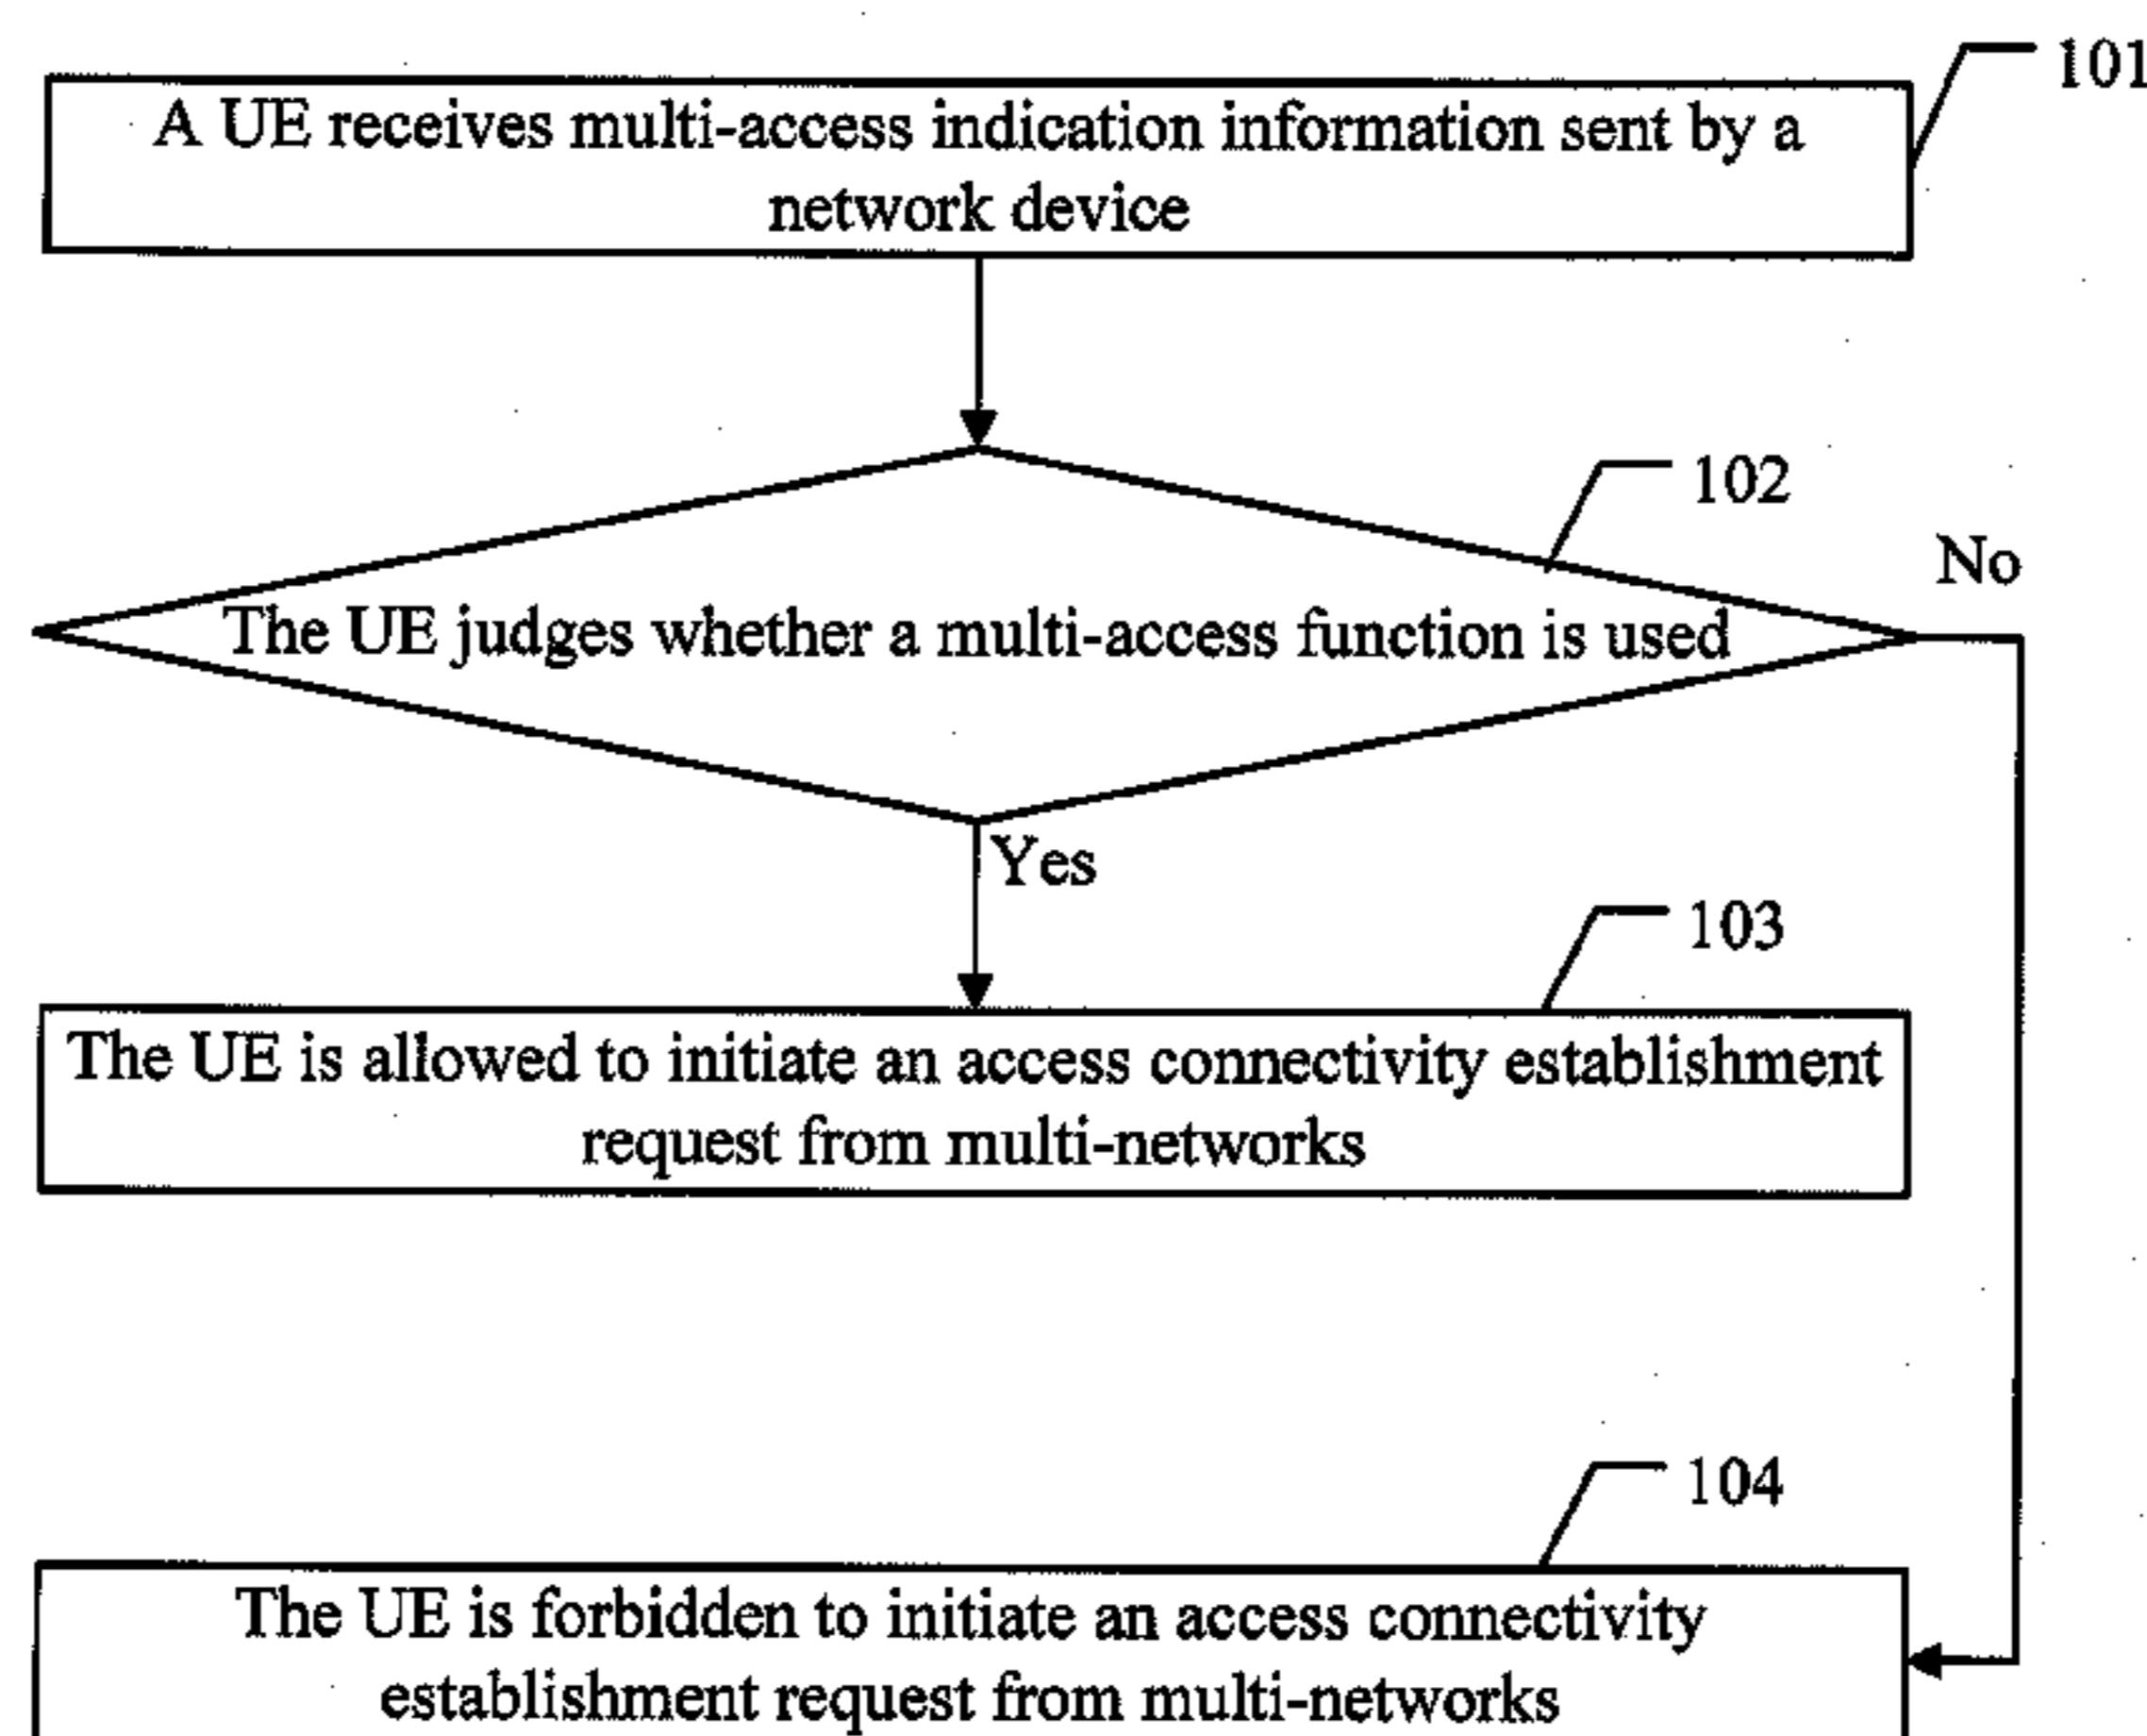 101
A UE receives multi-access indication information sent by a
network device
102
No
The UE judges whether a multi-access function is used
Yes
103
The UE is allowed to initiate an access connectivity establishment
request from multi-networks
104
The UE is forbidden to initiate an access connectivity
establishment request from multi-networks